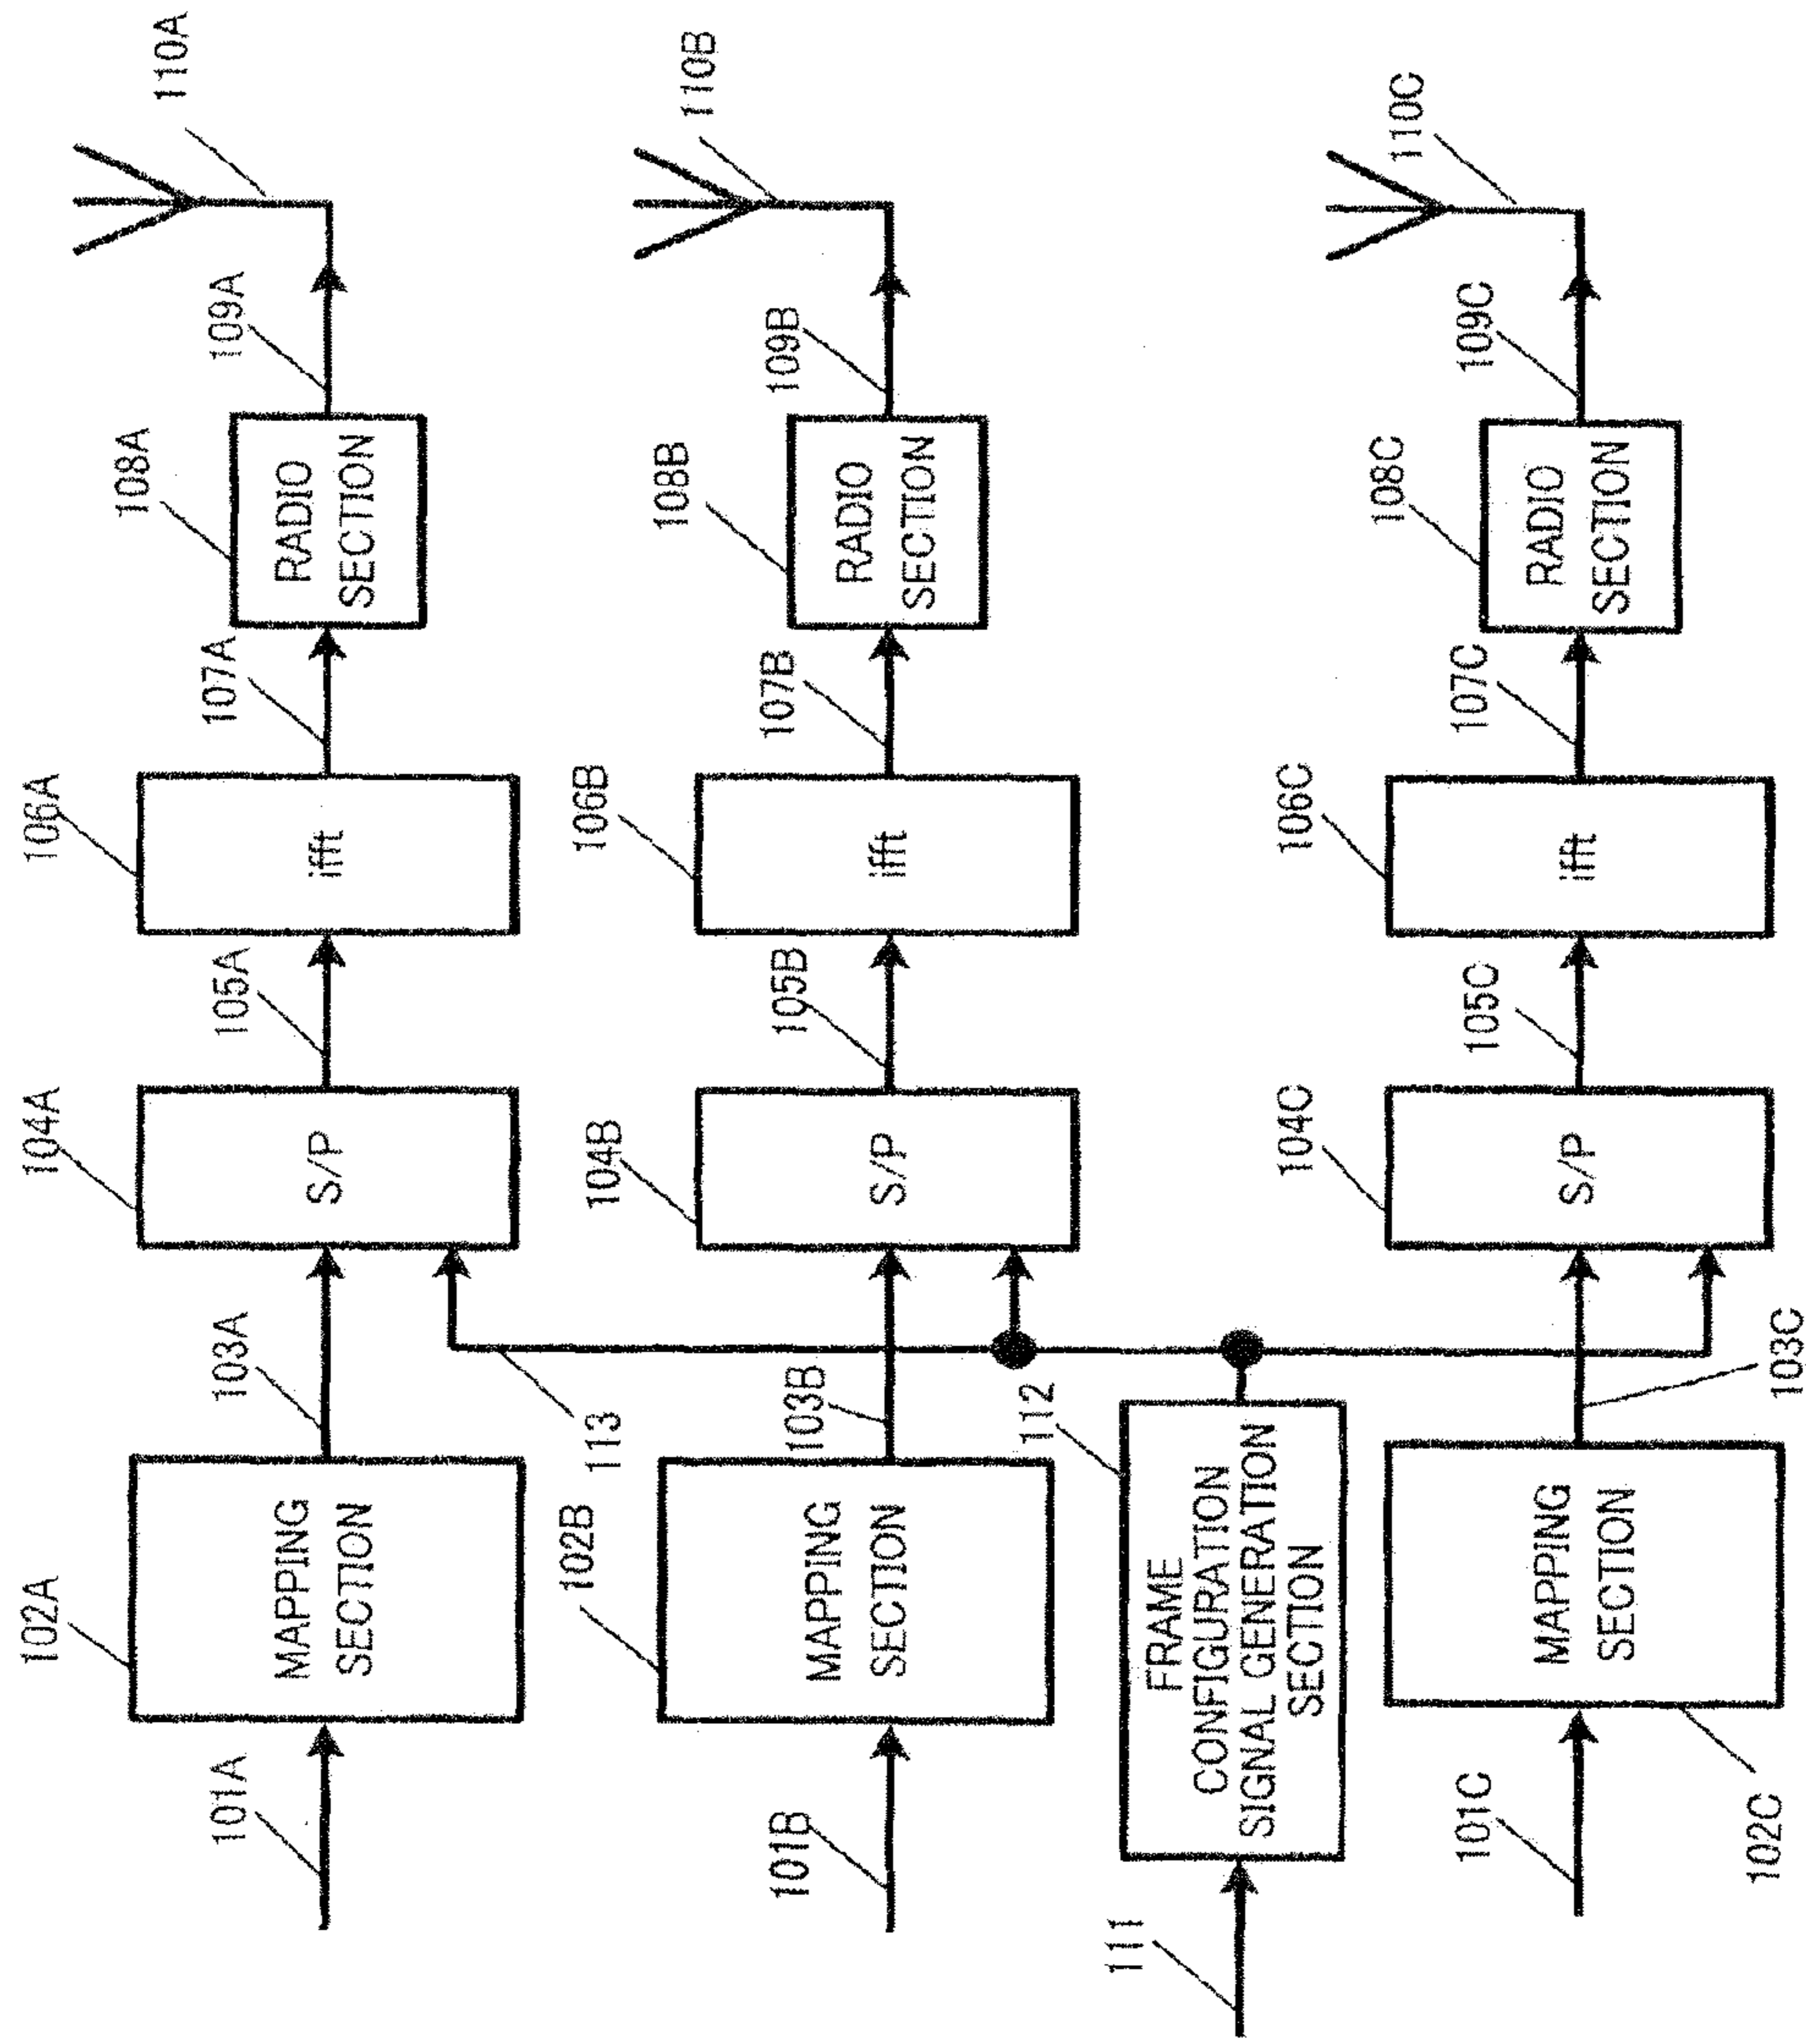 101A
102A
MAPPING
SECTION
103A
104A
S/P
105A
106A
ifft
107A
108A
RADIO
SECTION
109A
110A
113
101B
102B
MAPPING
SECTION
103B
104B
S/P
105B
106B
ifft
107B
108B
RADIO
SECTION
109B
110B
111
112
FRAME
CONFIGURATION
SIGNAL GENERATION
SECTION
101C
102C
MAPPING
SECTION
103C
104C
S/P
105C
106C
ifft
107C
108C
RADIO
SECTION
109C
110C